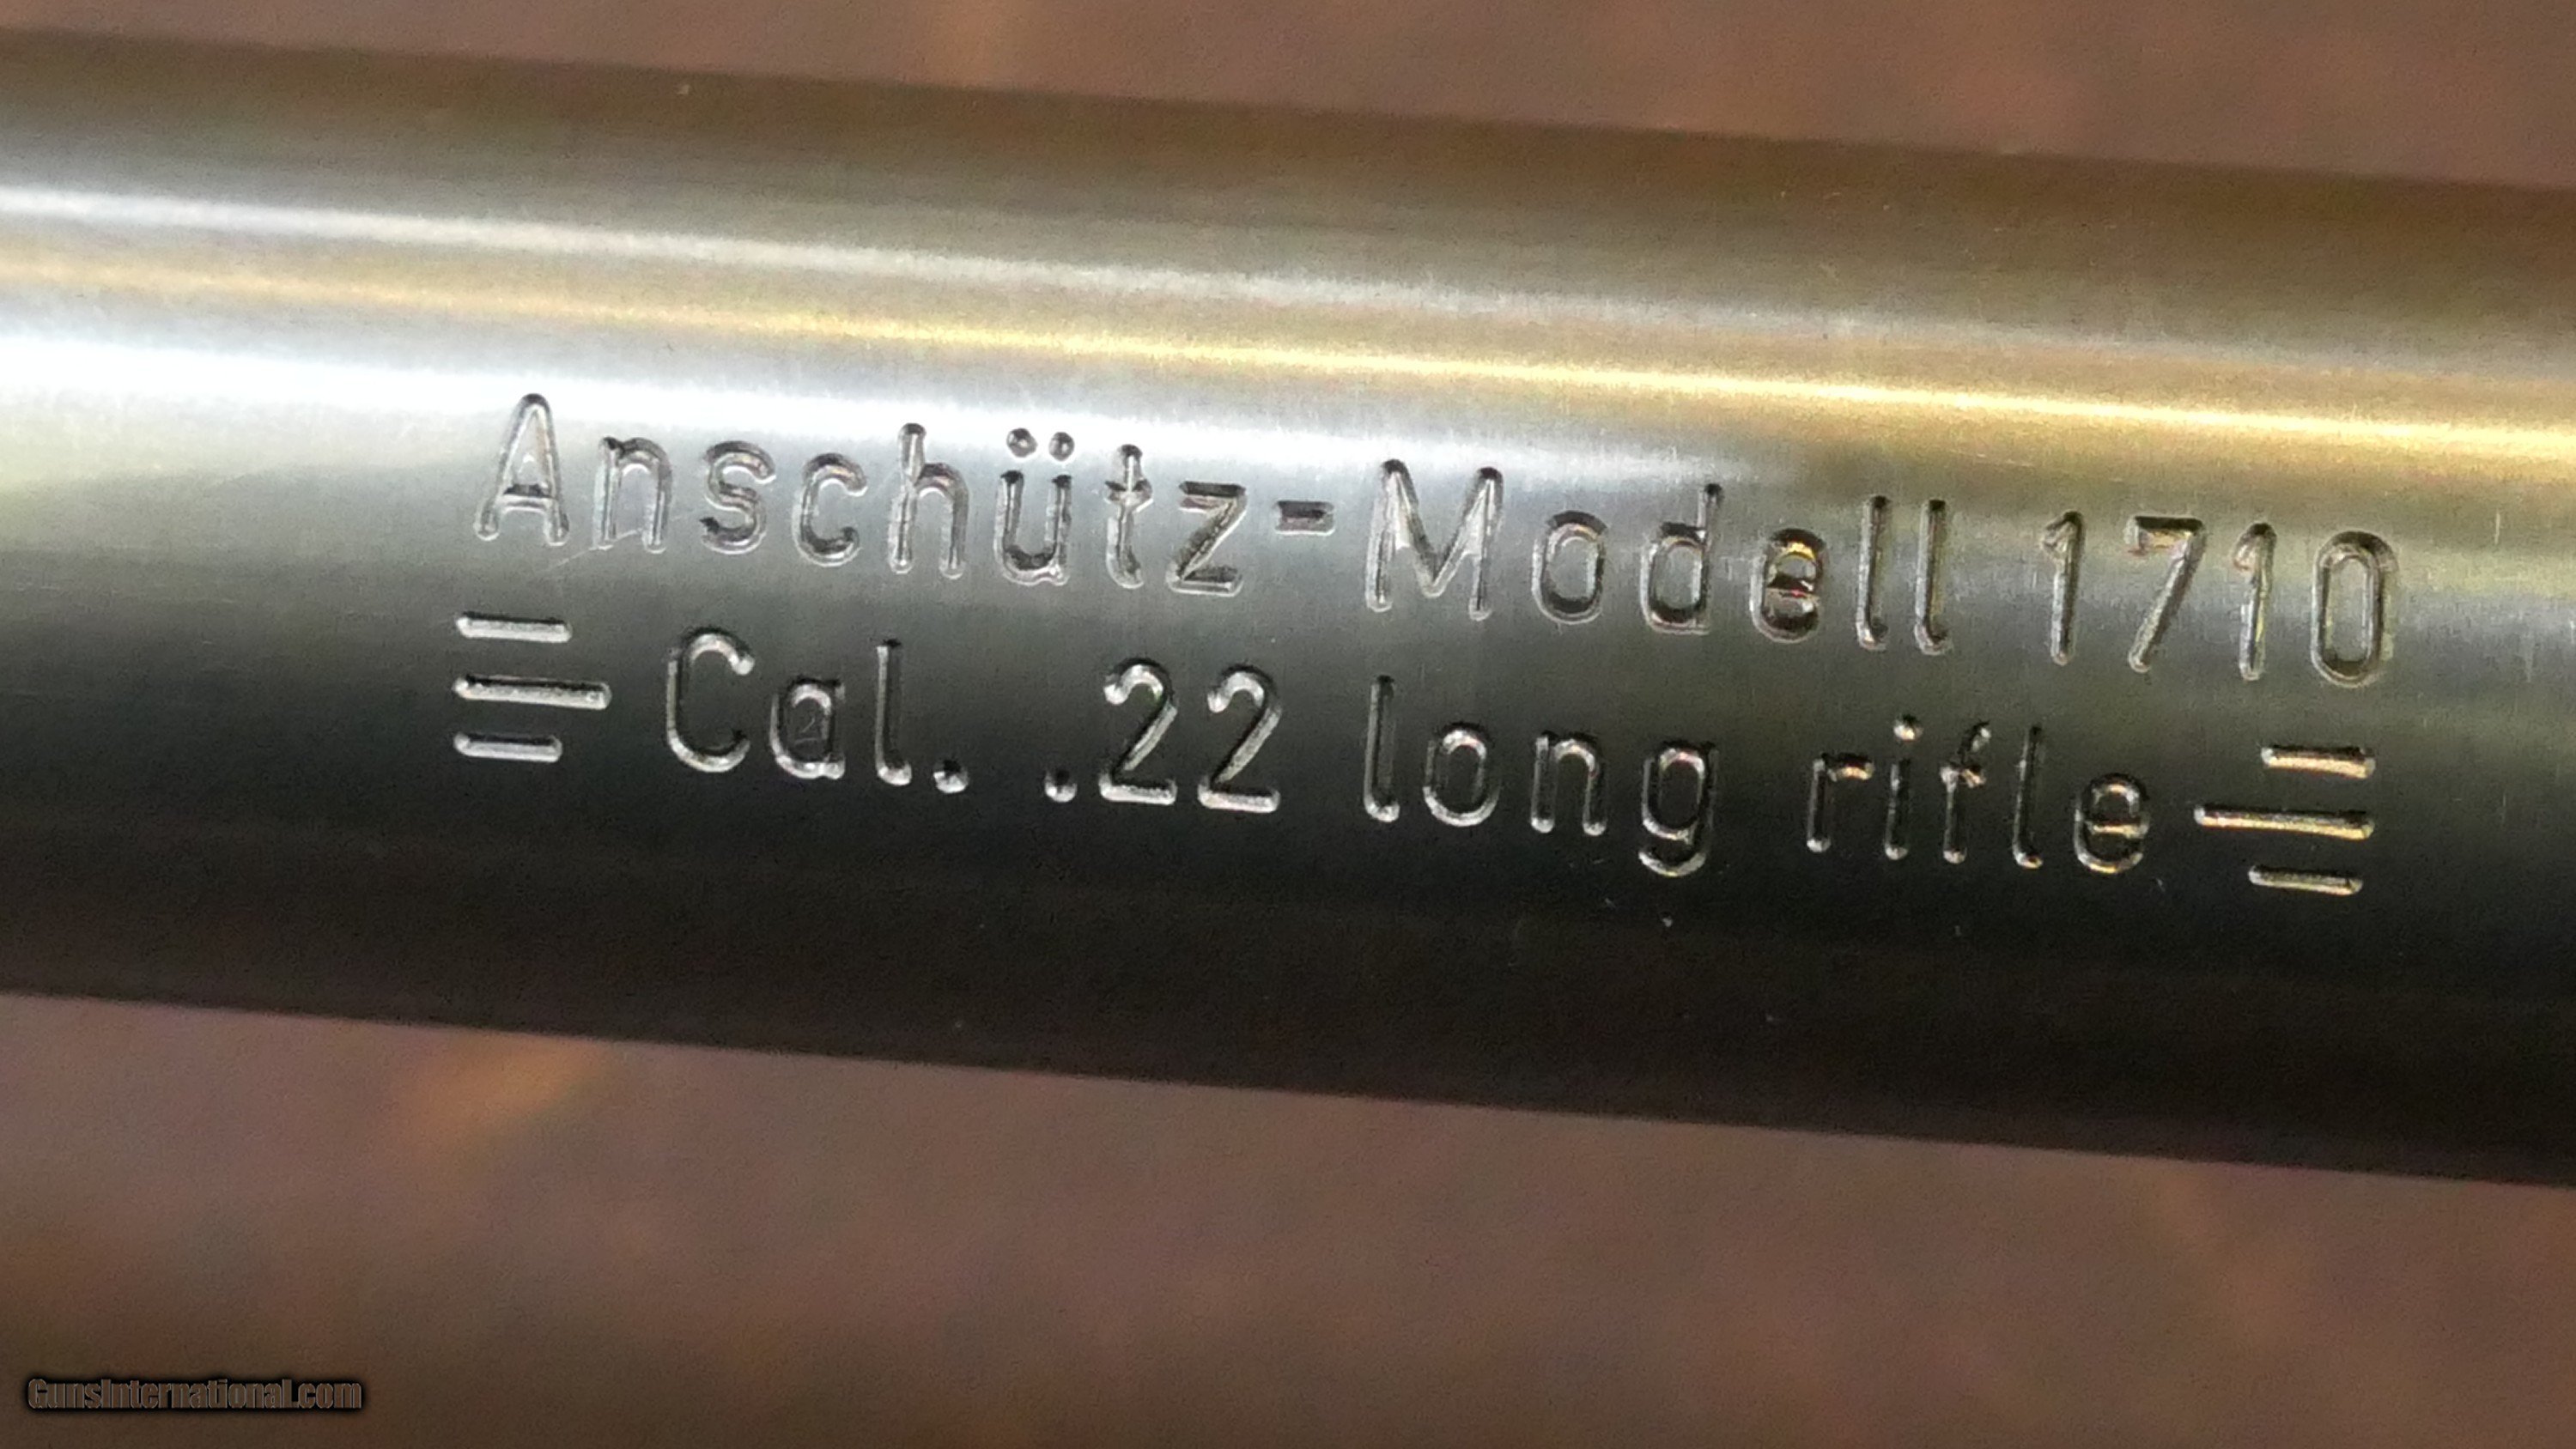 Anschütz-Modell 1710
Cal. .22 long rifle
GunsInternational.com